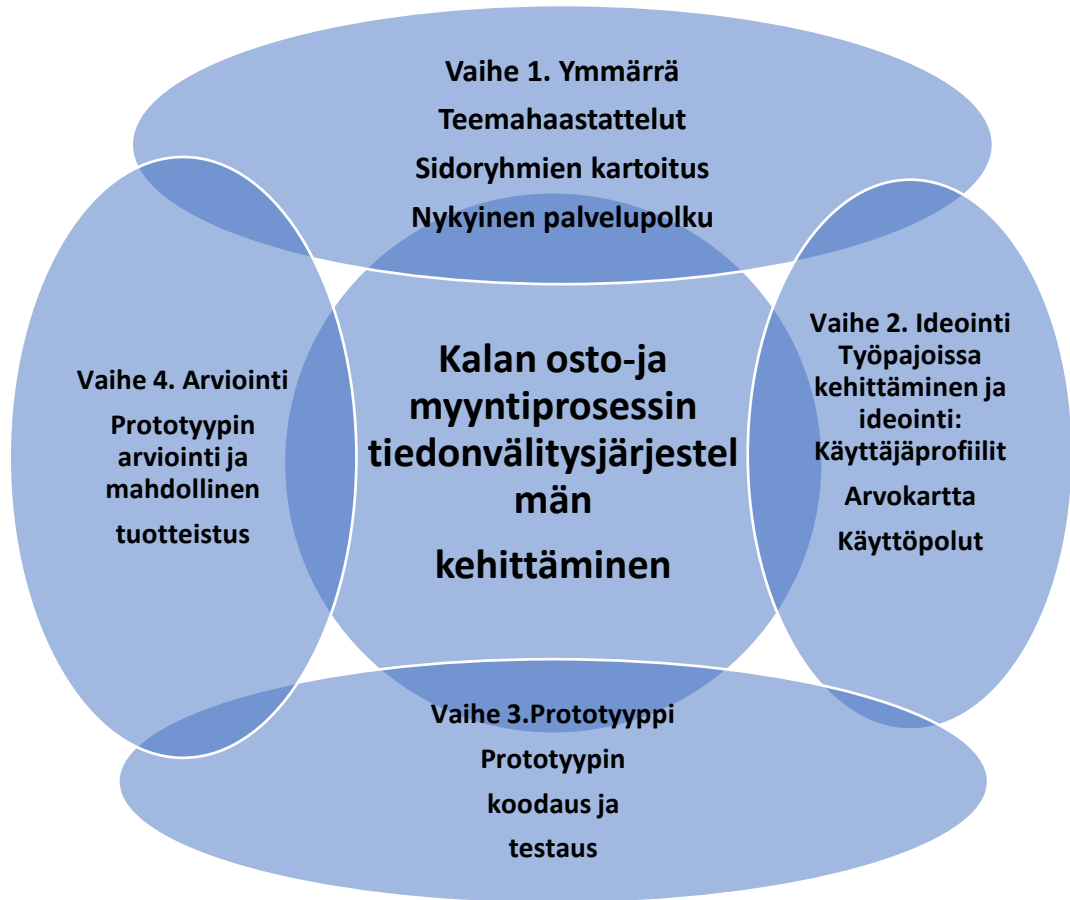 Vaihe 1. Ymmärrä
Teemahaastattelut
Sidoryhmien kartoitus
Nykyinen palvelupolku
Vaihe 2. Ideointi
Työpajoissa
kehittäminen ja
ideointi:
Käyttäjäprofiilit
Arvokartta
Käyttöpolut
Kalan osto-ja
myyntiprosessin
tiedonvälitysjärjestel
män
kehittäminen
Vaihe 4. Arviointi
Prototyypin
arviointi ja
mahdollinen
tuotteistus
Vaihe 3.Prototyyppi
Prototyypin
koodaus ja
testaus